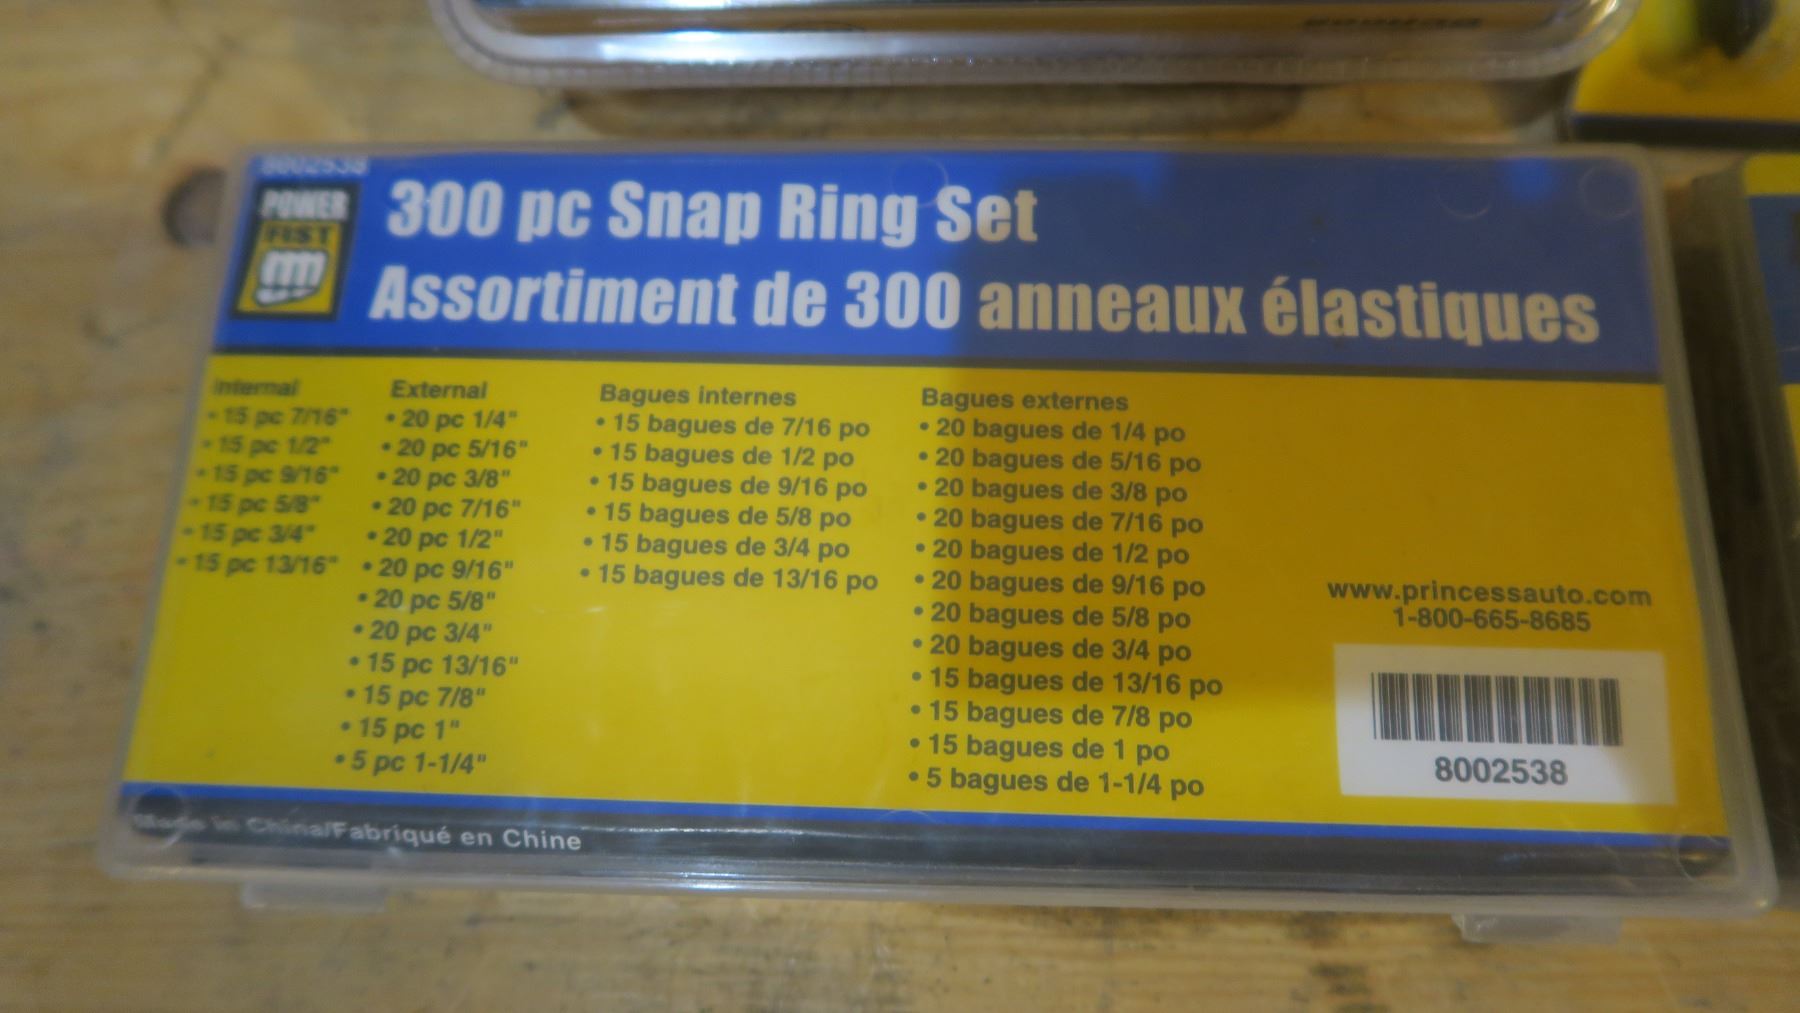 8002538
POWER
FIST
300 pc Snap Ring Set
Assortiment de 300 anneaux élastiques
Internal
• 15 pc 7/16"
• 15 pc 1/2"
• 15 pc 9/16"
• 15 pc 5/8"
• 15 pc 3/4"
• 15 pc 13/16"
External
• 20 pc 1/4"
• 20 pc 5/16"
• 20 pc 3/8"
• 20 pc 7/16"
• 20 pc 1/2"
• 20 pc 9/16"
• 20 pc 5/8"
• 20 pc 3/4"
• 15 pc 13/16"
• 15 pc 7/8"
• 15 pc 1"
• 5 pc 1-1/4"
Bagues internes
• 15 bagues de 7/16 po
• 15 bagues de 1/2 po
• 15 bagues de 9/16 po
• 15 bagues de 5/8 po
• 15 bagues de 3/4 po
• 15 bagues de 13/16 po
Bagues externes
• 20 bagues de 1/4 po
• 20 bagues de 5/16 po
• 20 bagues de 3/8 po
• 20 bagues de 7/16 po
• 20 bagues de 1/2 po
• 20 bagues de 9/16 po
• 20 bagues de 5/8 po
• 20 bagues de 3/4 po
• 15 bagues de 13/16 po
• 15 bagues de 7/8 po
• 15 bagues de 1 po
• 5 bagues de 1-1/4 po
www.princessauto.com
1-800-665-8685
8002538
Made in China/Fabriqué en Chine